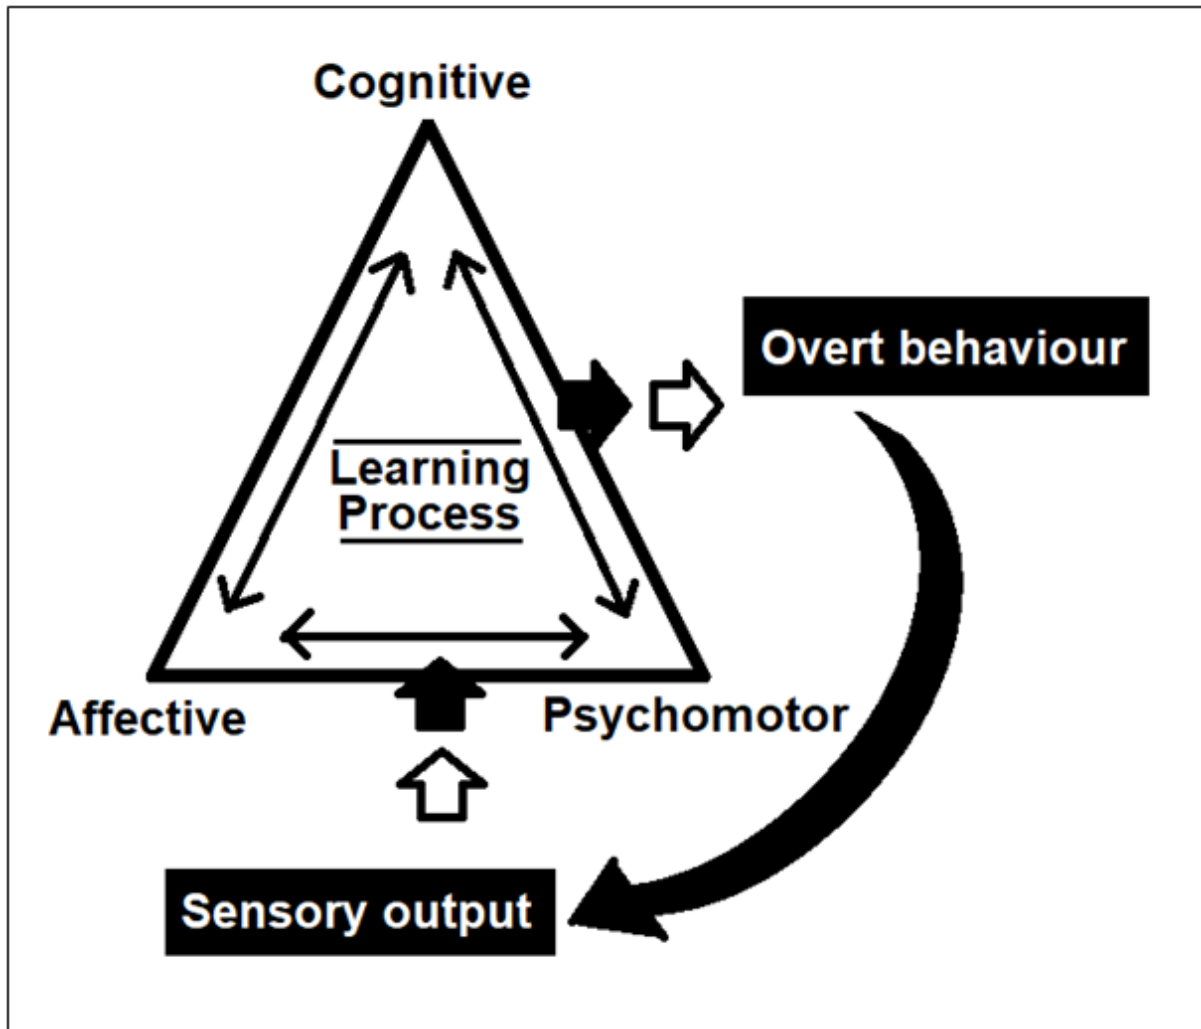 Cognitive
Overt behaviour
Learning
Process
Affective
Psychomotor
Sensory output